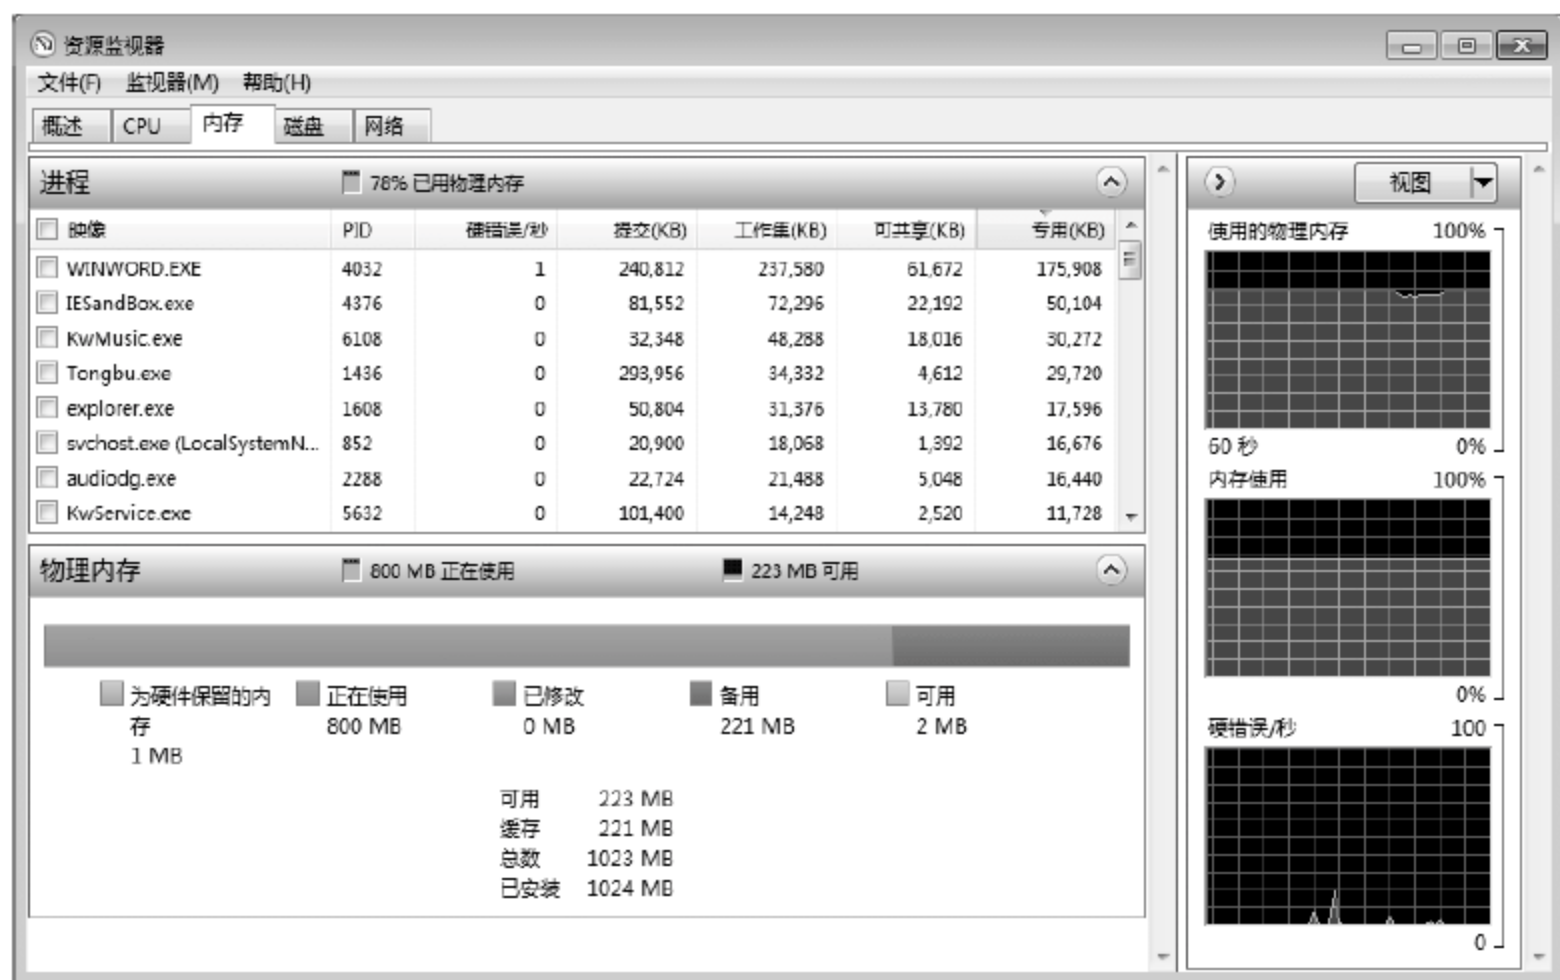 资源监视器
文件(F) 监视器(M) 帮助(H)
概述 CPU 内存 磁盘 网络
进程 78% 已用物理内存
映像 PID 硬错误/秒 提交(KB) 工作集(KB) 可共享(KB) 专用(KB)
WINWORD.EXE 4032 1 240,812 237,580 61,672 175,908
IESandBox.exe 4376 0 81,552 72,296 22,192 50,104
KwMusic.exe 6108 0 32,348 48,288 18,016 30,272
Tongbu.exe 1436 0 293,956 34,332 4,612 29,720
explorer.exe 1608 0 50,804 31,376 13,780 17,596
svchost.exe (LocalSystemN... 852 0 20,900 18,068 1,392 16,676
audiodg.exe 2288 0 22,724 21,488 5,048 16,440
KwService.exe 5632 0 101,400 14,248 2,520 11,728
物理内存 800 MB 正在使用 223 MB 可用
为硬件保留的内存 1 MB
正在使用 800 MB
已修改 0 MB
备用 221 MB
可用 2 MB
可用 223 MB
缓存 221 MB
总数 1023 MB
已安装 1024 MB
视图
使用的物理内存 100%
60 秒 0%
内存使用 100%
0%
硬错误/秒 100
0